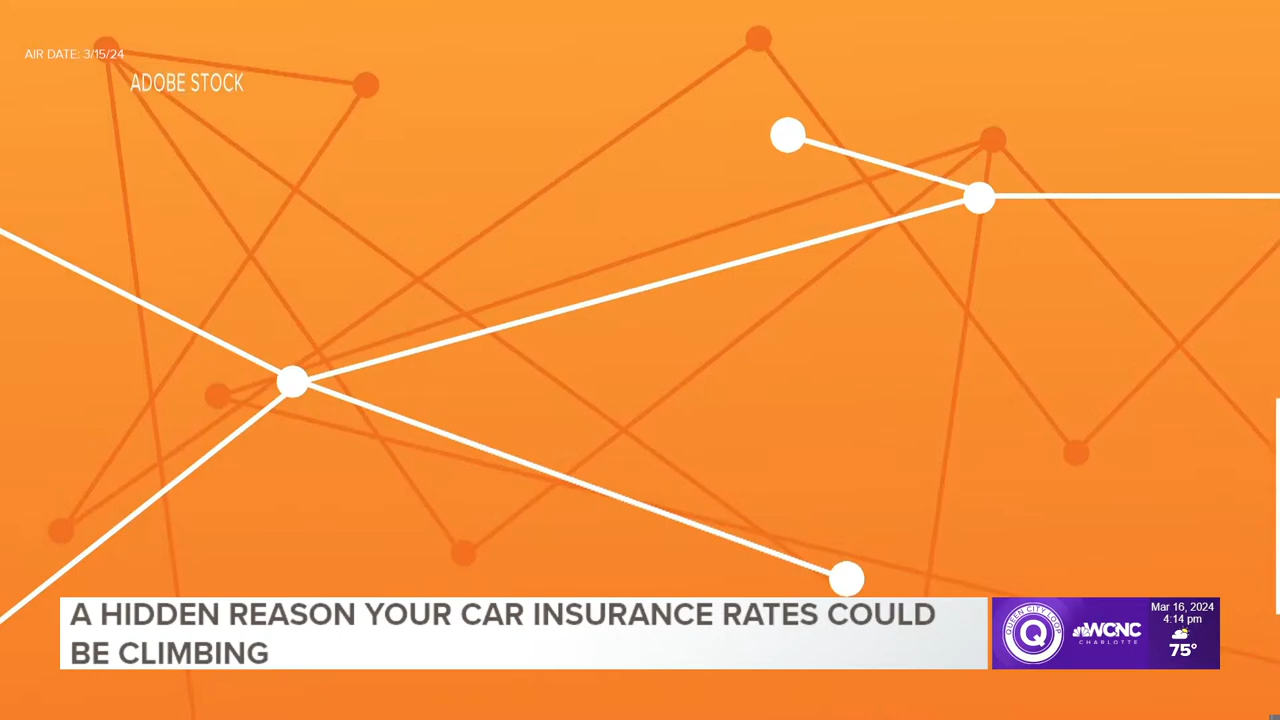 AIR DATE: 3/15/24
ADOBE STOCK
A HIDDEN REASON YOUR CAR INSURANCE RATES COULD
BE CLIMBING
QUEEN CITY LOOP
Q
WCNC
CHARLOTTE
Mar 16, 2024
4:14 pm
75°